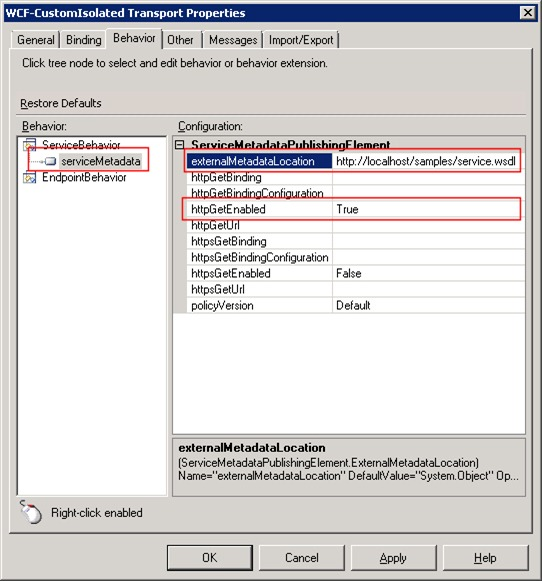 WCF-CustomIsolated Transport Properties
General Binding Behavior Other Messages Import/Export
Click tree node to select and edit behavior or behavior extension.
Restore Defaults
Behavior:
ServiceBehavior
serviceMetadata
EndpointBehavior
Configuration:
ServiceMetadataPublishingElement
externalMetadataLocation http://localhost/samples/service.wsdl
httpGetBinding
httpGetBindingConfiguration
httpGetEnabled True
httpGetUrl
httpsGetBinding
httpsGetBindingConfiguration
httpsGetEnabled False
httpsGetUrl
policyVersion Default
externalMetadataLocation
(ServiceMetadataPublishingElement.ExternalMetadataLocation)
Name="externalMetadataLocation" DefaultValue="System.Object" Op...
Right-click enabled
OK Cancel Apply Help